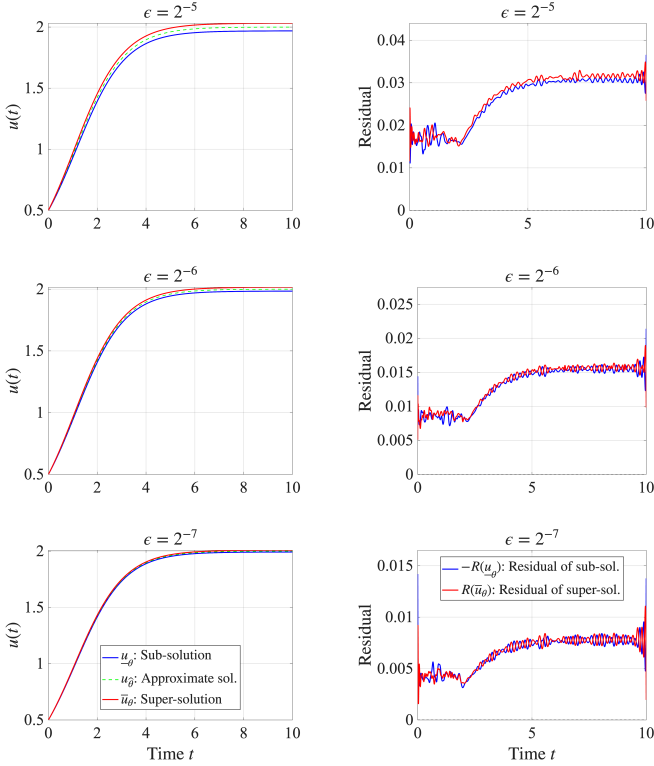 ϵ = 2⁻⁵
2
1.5
1
0.5
u(t)
0 2 4 6 8 10
ϵ = 2⁻⁵
0.04
0.03
0.02
0.01
0
Residual
0 5 10
ϵ = 2⁻⁶
2
1.5
1
0.5
u(t)
0 2 4 6 8 10
ϵ = 2⁻⁶
0.025
0.02
0.015
0.01
0.005
0
Residual
0 5 10
ϵ = 2⁻⁷
2
1.5
1
0.5
u(t)
u̲_θ: Sub-solution
u_θ̂: Approximate sol.
u̅_θ: Super-solution
0 2 4 6 8 10
Time t
ϵ = 2⁻⁷
0.015
0.01
0.005
0
Residual
−R(u̲_θ): Residual of sub-sol.
R(u̅_θ): Residual of super-sol.
0 5 10
Time t